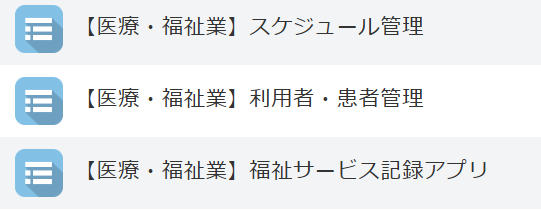 【医療・福祉業】スケジュール管理
【医療・福祉業】利用者・患者管理
【医療・福祉業】福祉サービス記録アプリ